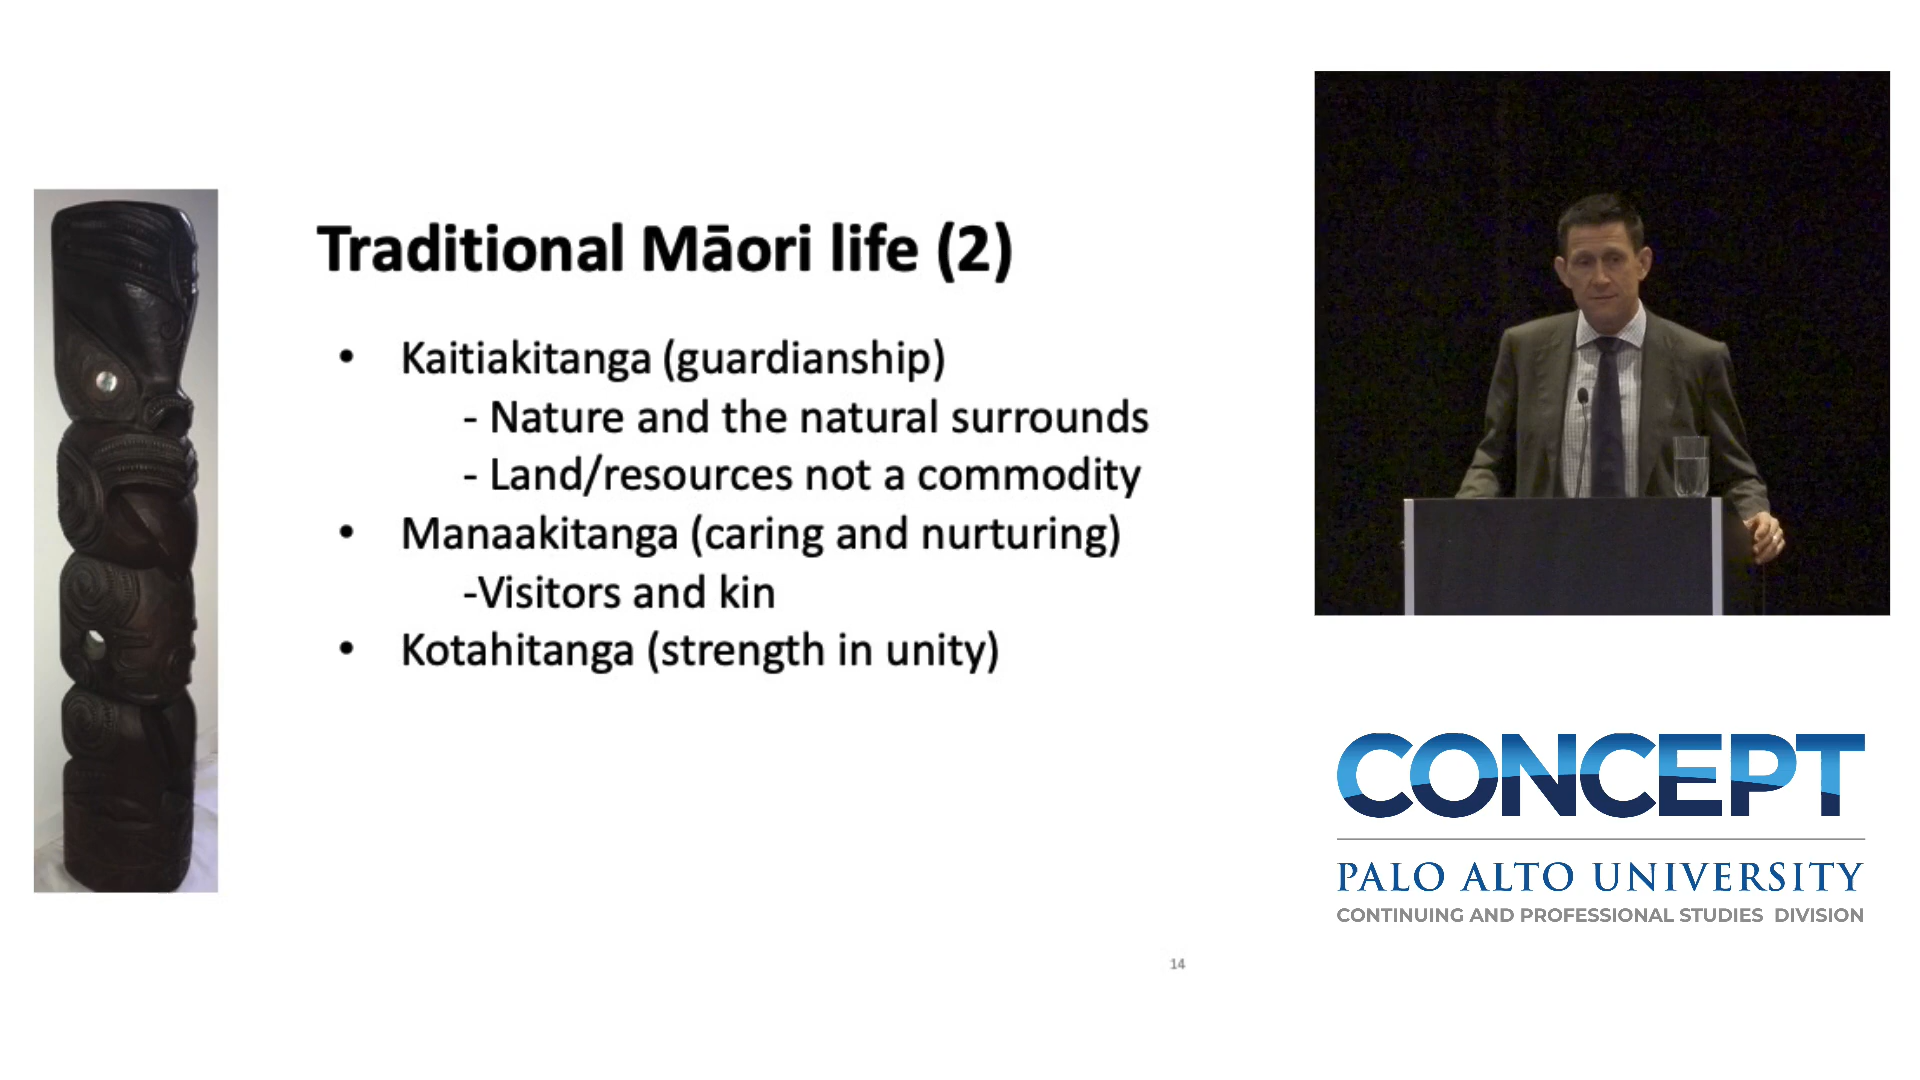 Traditional Māori life (2)
• Kaitiakitanga (guardianship)
- Nature and the natural surrounds
- Land/resources not a commodity
• Manaakitanga (caring and nurturing)
-Visitors and kin
• Kotahitanga (strength in unity)
14
CONCEPT
PALO ALTO UNIVERSITY
CONTINUING AND PROFESSIONAL STUDIES DIVISION